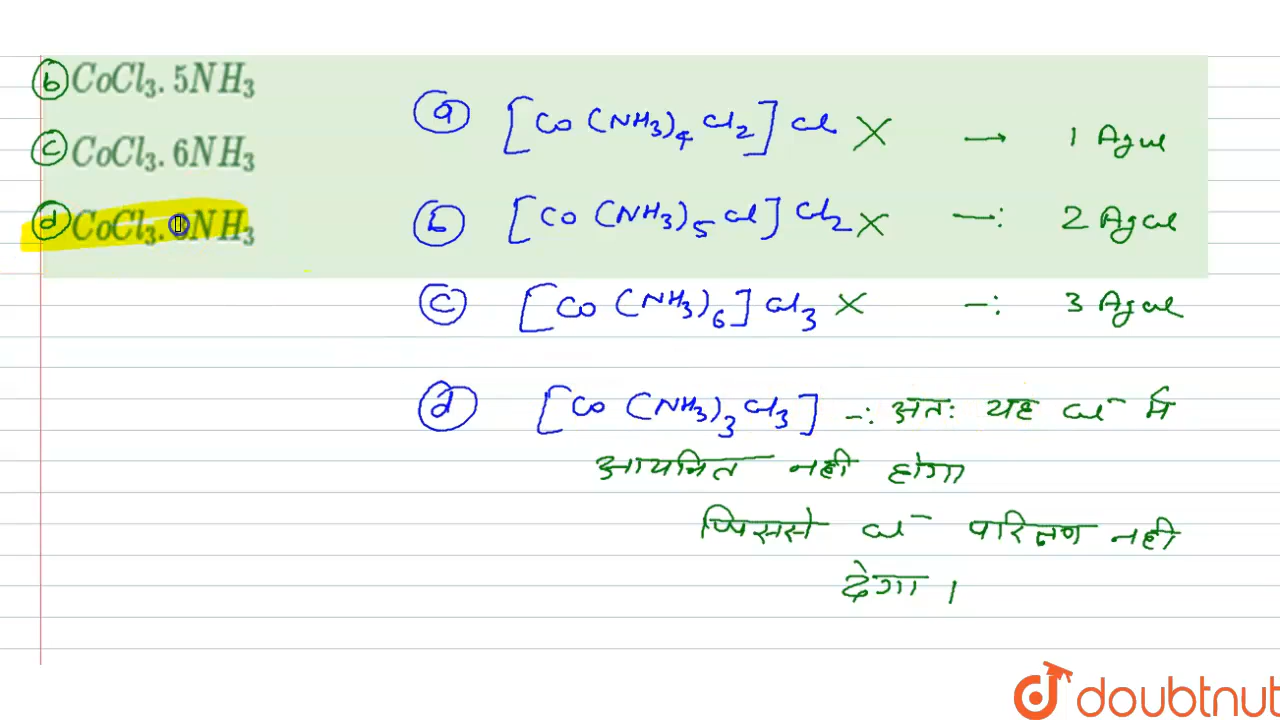 b CoCl₃.5NH₃
c CoCl₃.6NH₃
d CoCl₃. NH₃
a [Co(NH₃)₄Cl₂]Cl X → 1 AgCl
b [Co(NH₃)₅Cl]Cl₂ X —: 2 AgCl
c [Co(NH₃)₆]Cl₃ X –: 3 AgCl
d [Co(NH₃)₃Cl₃] –: अतः यह Cl⁻ में
आयनित नही होगा
जिससे Cl⁻ परिक्षण नही
देगा ।
doubtnut